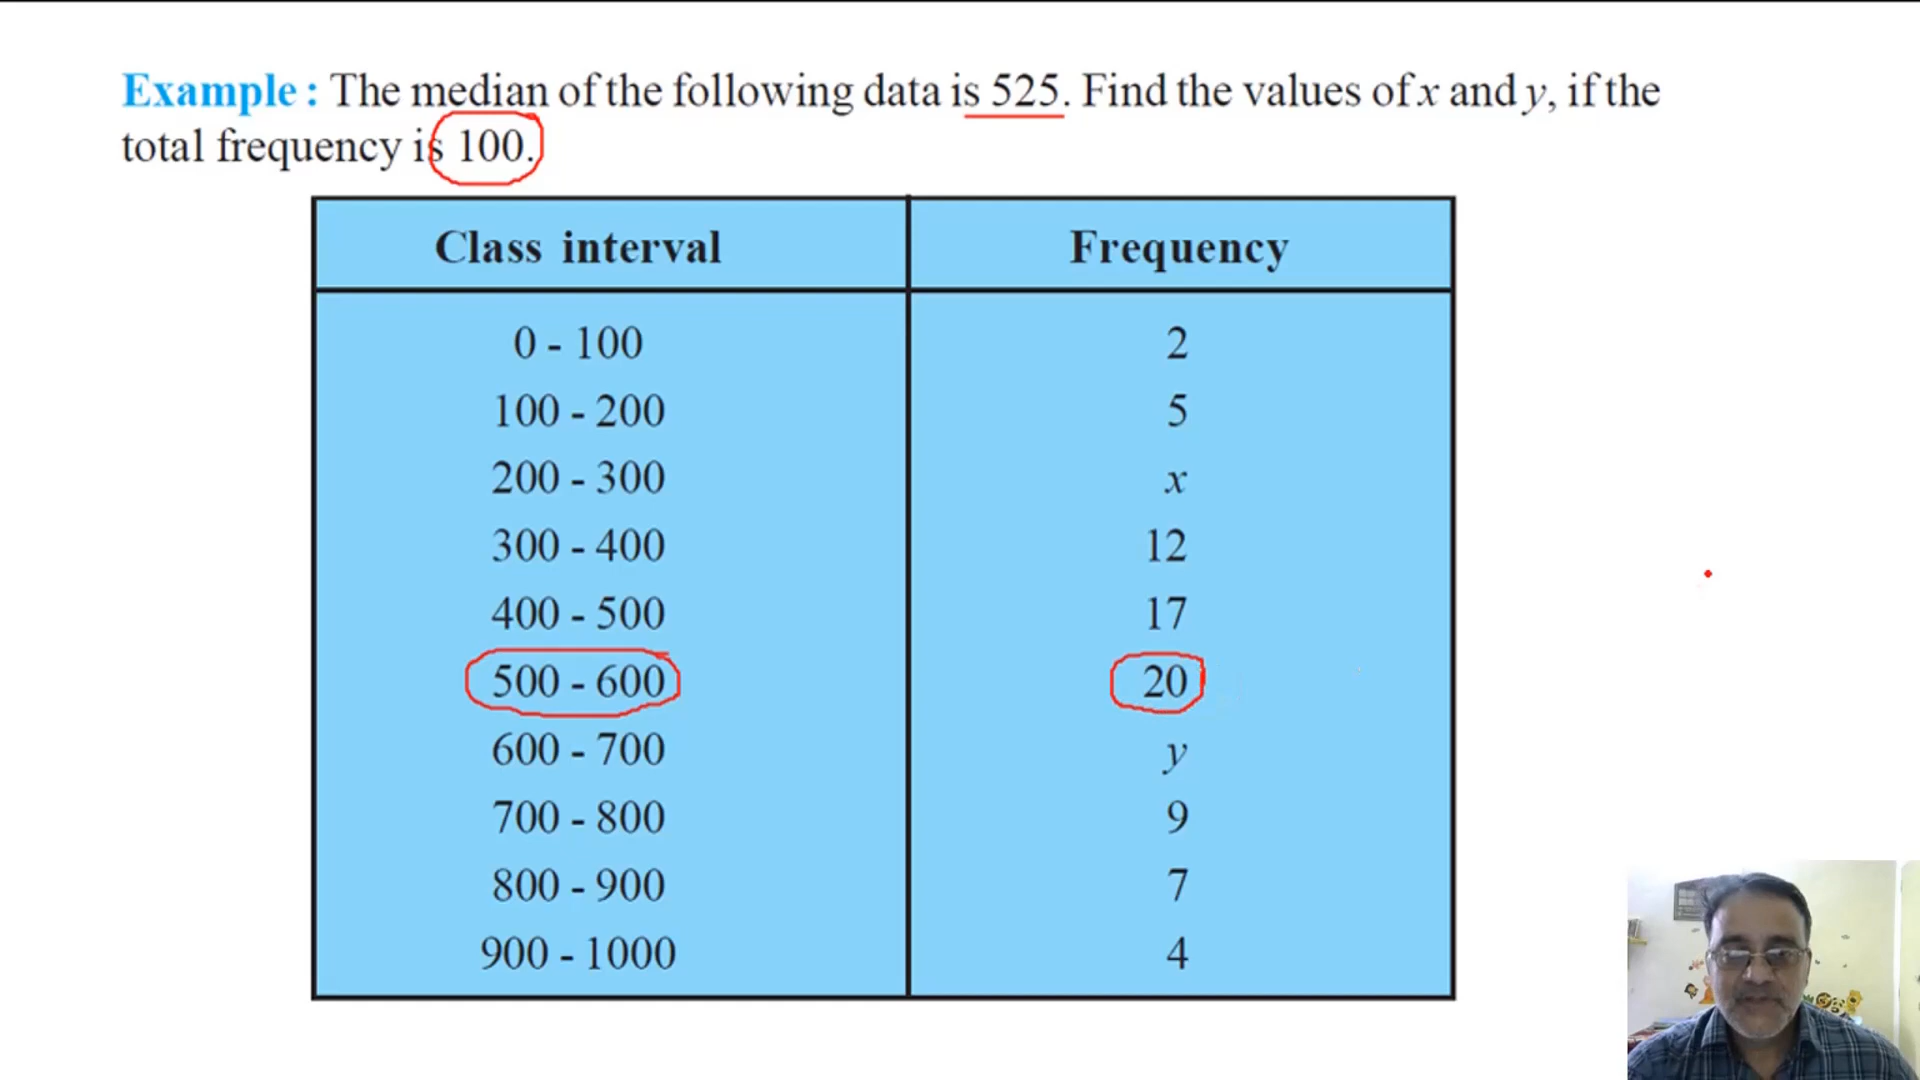 Example : The median of the following data is 525. Find the values of x and y, if the
total frequency is 100.
Class interval Frequency
0 - 100 2
100 - 200 5
200 - 300 x
300 - 400 12
400 - 500 17
500 - 600 20
600 - 700 y
700 - 800 9
800 - 900 7
900 - 1000 4